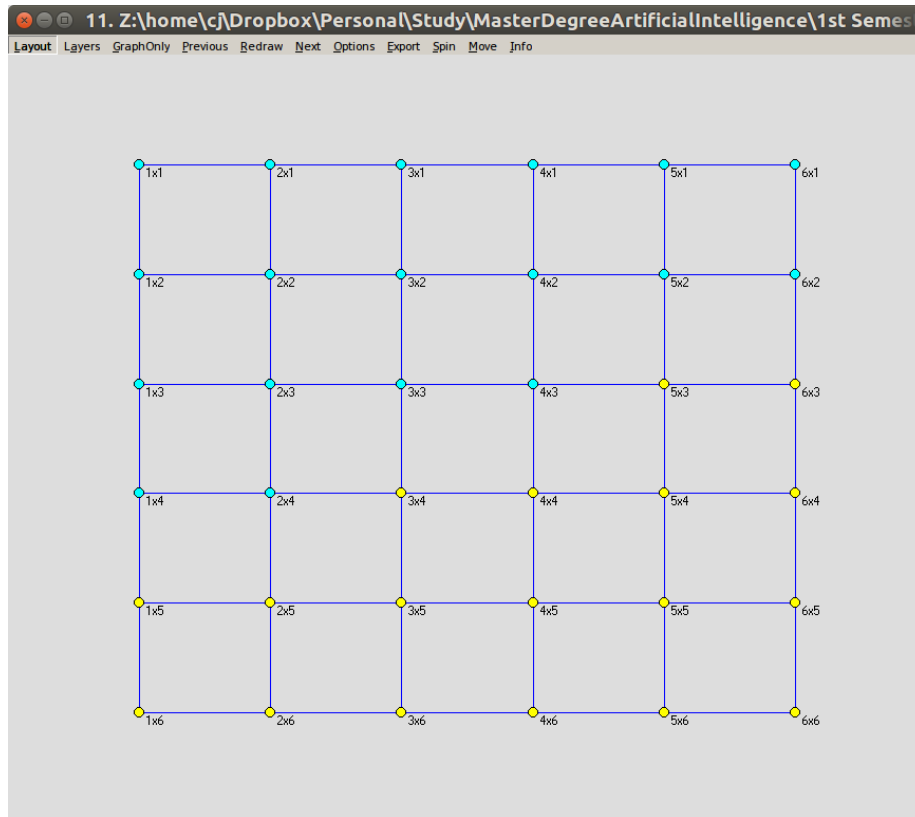 11. Z:\home\cj\Dropbox\Personal\Study\MasterDegreeArtificialIntelligence\1st Semes
Layout Layers GraphOnly Previous Redraw Next Options Export Spin Move Info
1x1 2x1 3x1 4x1 5x1 6x1
1x2 2x2 3x2 4x2 5x2 6x2
1x3 2x3 3x3 4x3 5x3 6x3
1x4 2x4 3x4 4x4 5x4 6x4
1x5 2x5 3x5 4x5 5x5 6x5
1x6 2x6 3x6 4x6 5x6 6x6